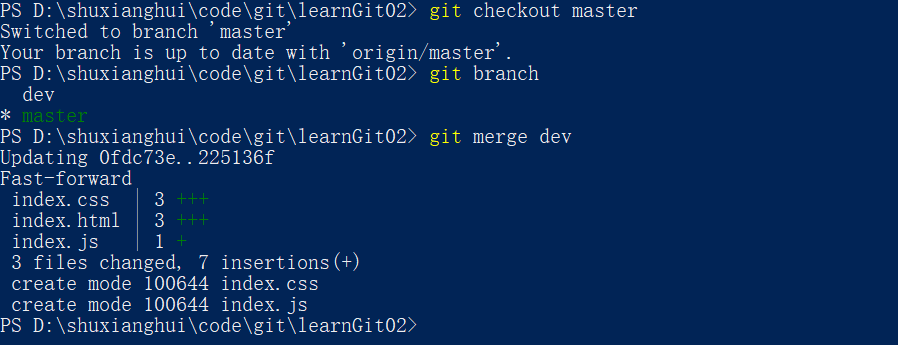 PS D:\shuxianghui\code\git\learnGit02> git checkout master
Switched to branch 'master'
Your branch is up to date with 'origin/master'.
PS D:\shuxianghui\code\git\learnGit02> git branch
  dev
* master
PS D:\shuxianghui\code\git\learnGit02> git merge dev
Updating 0fdc73e..225136f
Fast-forward
 index.css  | 3 +++
 index.html | 3 +++
 index.js   | 1 +
 3 files changed, 7 insertions(+)
 create mode 100644 index.css
 create mode 100644 index.js
PS D:\shuxianghui\code\git\learnGit02>